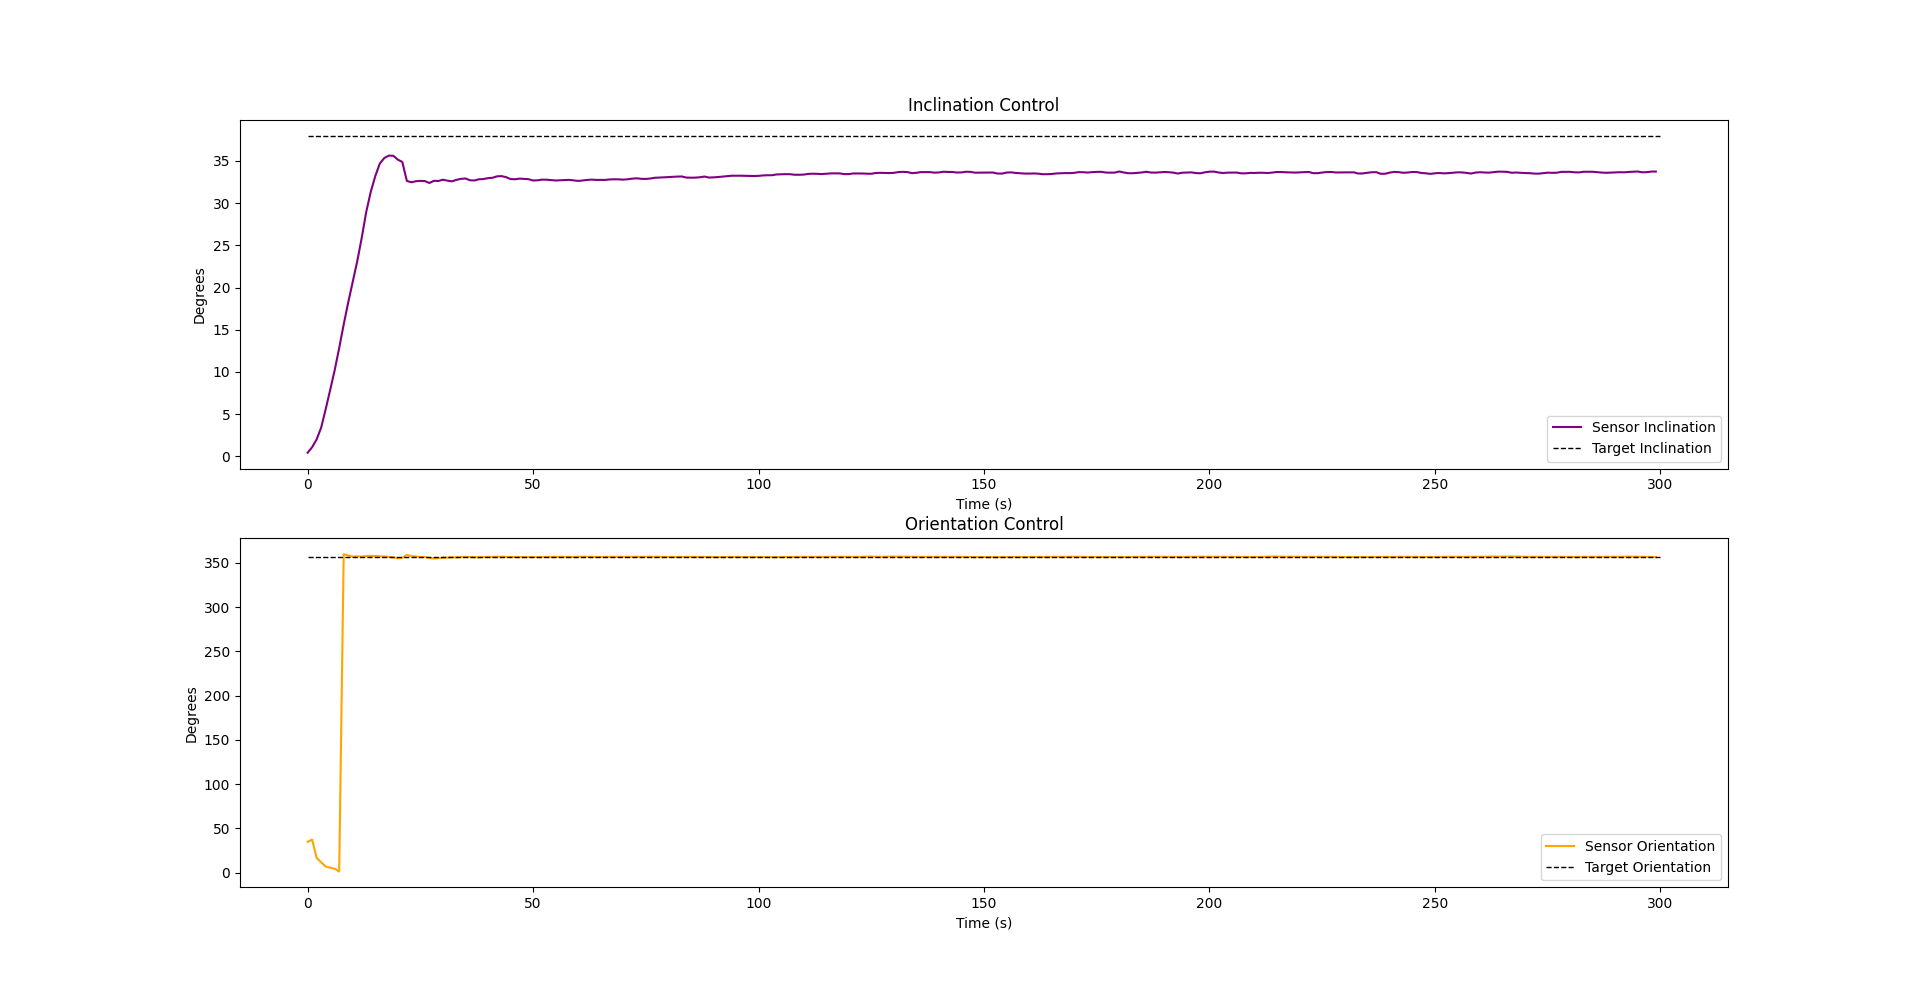 Inclination Control
Degrees
35
30
25
20
15
10
5
0
Sensor Inclination
Target Inclination
0 50 100 150 200 250 300
Time (s)
Orientation Control
Degrees
350
300
250
200
150
100
50
0
Sensor Orientation
Target Orientation
0 50 100 150 200 250 300
Time (s)